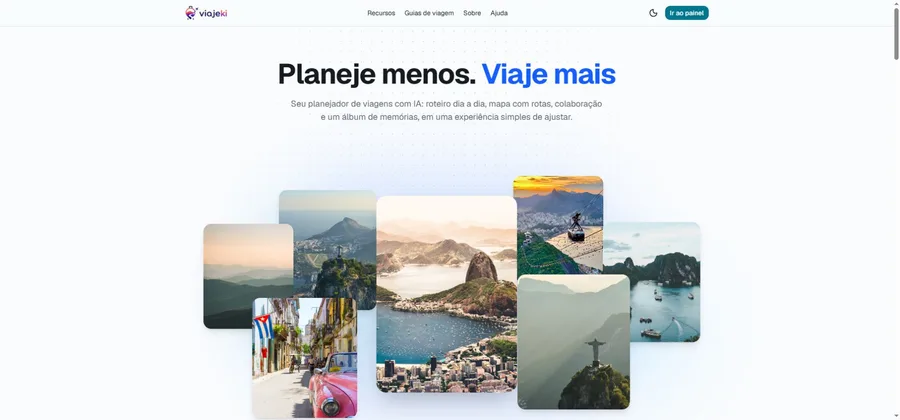 viajeki
Recursos
Guias de viagem
Sobre
Ajuda
Ir ao painel
Planeje menos. Viaje mais
Seu planejador de viagens com IA: roteiro dia a dia, mapa com rotas, colaboração
e um álbum de memórias, em uma experiência simples de ajustar.